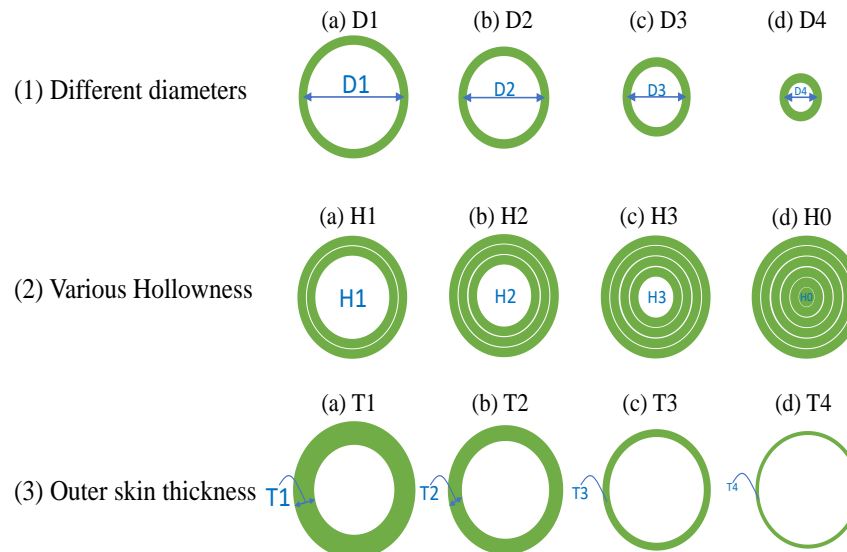 (a) D1 (b) D2 (c) D3 (d) D4
(1) Different diameters D1 D2 D3 D4
(a) H1 (b) H2 (c) H3 (d) H0
(2) Various Hollowness H1 H2 H3 H0
(a) T1 (b) T2 (c) T3 (d) T4
(3) Outer skin thickness T1 T2 T3 T4